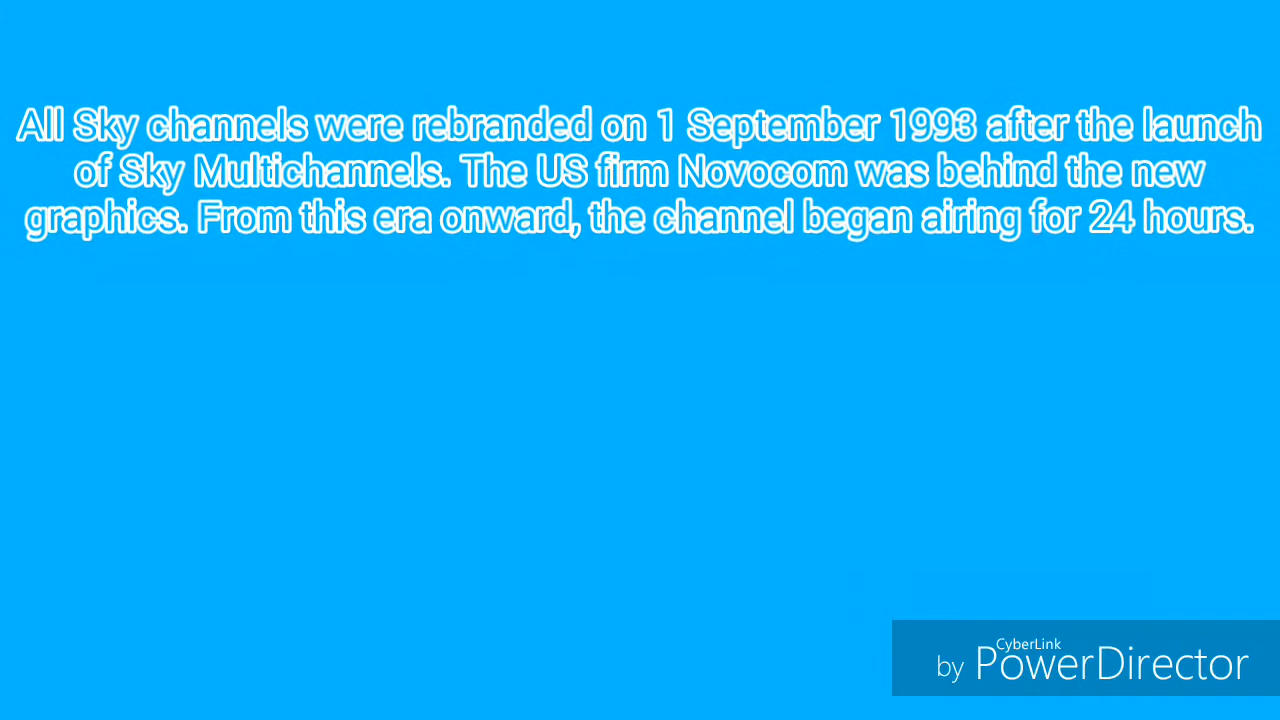 All Sky channels were rebranded on 1 September 1993 after the launch
of Sky Multichannels. The US firm Novocom was behind the new
graphics. From this era onward, the channel began airing for 24 hours.
CyberLink
by PowerDirector